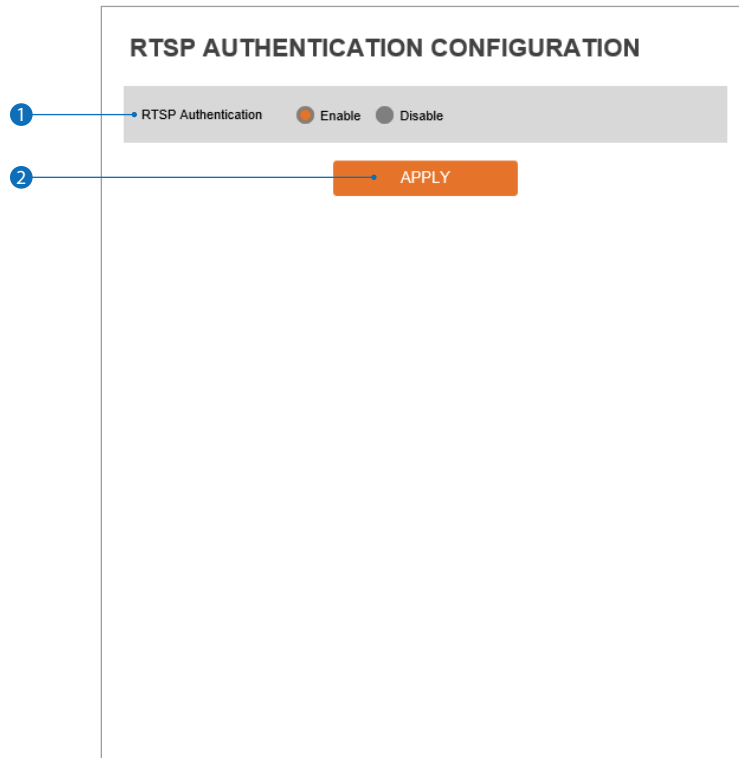 RTSP AUTHENTICATION CONFIGURATION
1 RTSP Authentication Enable Disable
2 APPLY